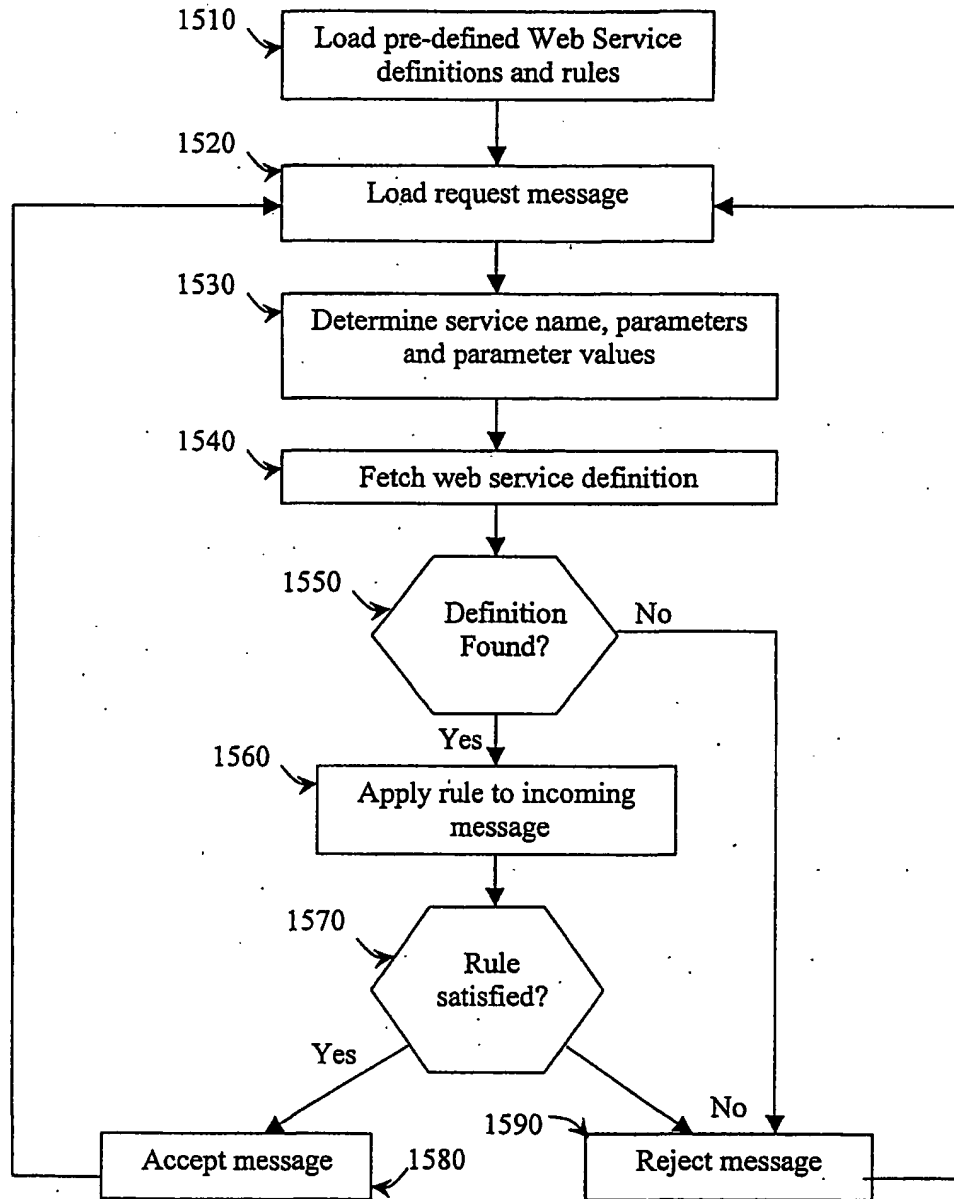 1510
Load pre-defined Web Service
definitions and rules
1520
Load request message
1530
Determine service name, parameters
and parameter values
1540
Fetch web service definition
1550
Definition
Found?
No
Yes
1560
Apply rule to incoming
message
1570
Rule
satisfied?
Yes
No
Accept message
1580
1590
Reject message